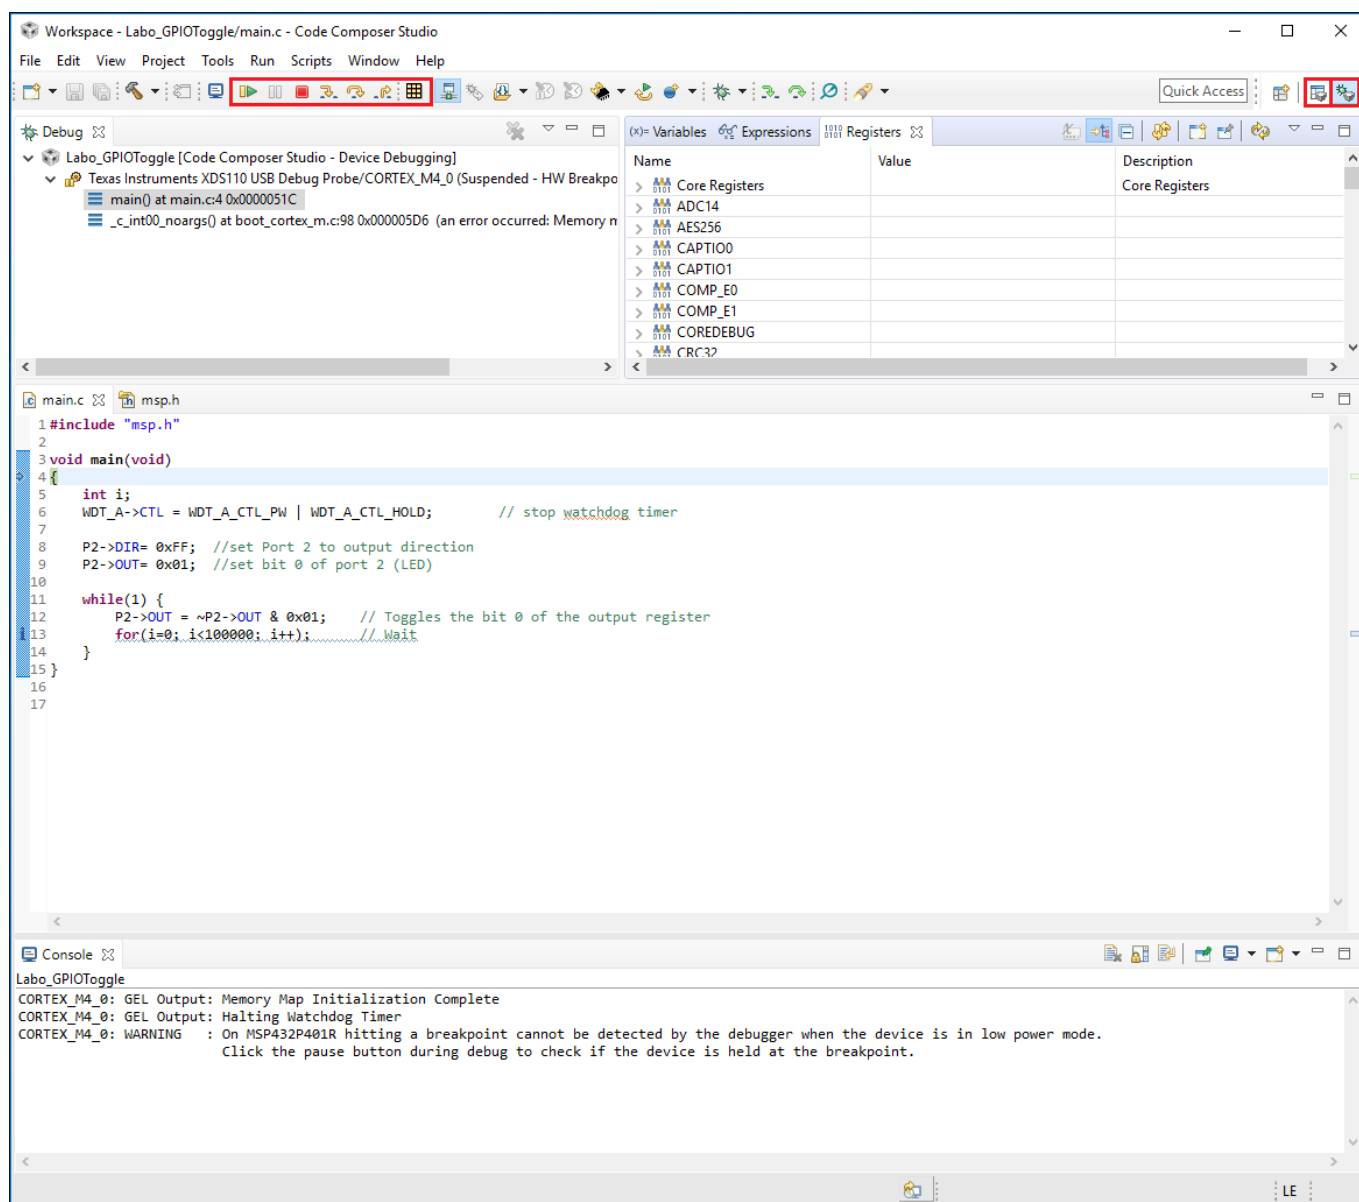 Workspace - Labo_GPIOToggle/main.c - Code Composer Studio
File Edit View Project Tools Run Scripts Window Help
Quick Access
Debug
Labo_GPIOToggle [Code Composer Studio - Device Debugging]
Texas Instruments XDS110 USB Debug Probe/CORTEX_M4_0 (Suspended - HW Breakpo
main() at main.c:4 0x0000051C
_c_int00_noargs() at boot_cortex_m.c:98 0x000005D6 (an error occurred: Memory m
(x)= Variables Expressions 1010 Registers
Name Value Description
Core Registers Core Registers
ADC14
AES256
CAPTIO0
CAPTIO1
COMP_E0
COMP_E1
COREDEBUG
CRC32
main.c msp.h
1 #include "msp.h"
2
3 void main(void)
4 {
5 int i;
6 WDT_A->CTL = WDT_A_CTL_PW | WDT_A_CTL_HOLD; // stop watchdog timer
7
8 P2->DIR= 0xFF; //set Port 2 to output direction
9 P2->OUT= 0x01; //set bit 0 of port 2 (LED)
10
11 while(1) {
12 P2->OUT = ~P2->OUT & 0x01; // Toggles the bit 0 of the output register
13 for(i=0; i<100000; i++); // Wait
14 }
15 }
16
17
Console
Labo_GPIOToggle
CORTEX_M4_0: GEL Output: Memory Map Initialization Complete
CORTEX_M4_0: GEL Output: Halting Watchdog Timer
CORTEX_M4_0: WARNING : On MSP432P401R hitting a breakpoint cannot be detected by the debugger when the device is in low power mode.
Click the pause button during debug to check if the device is held at the breakpoint.
LE